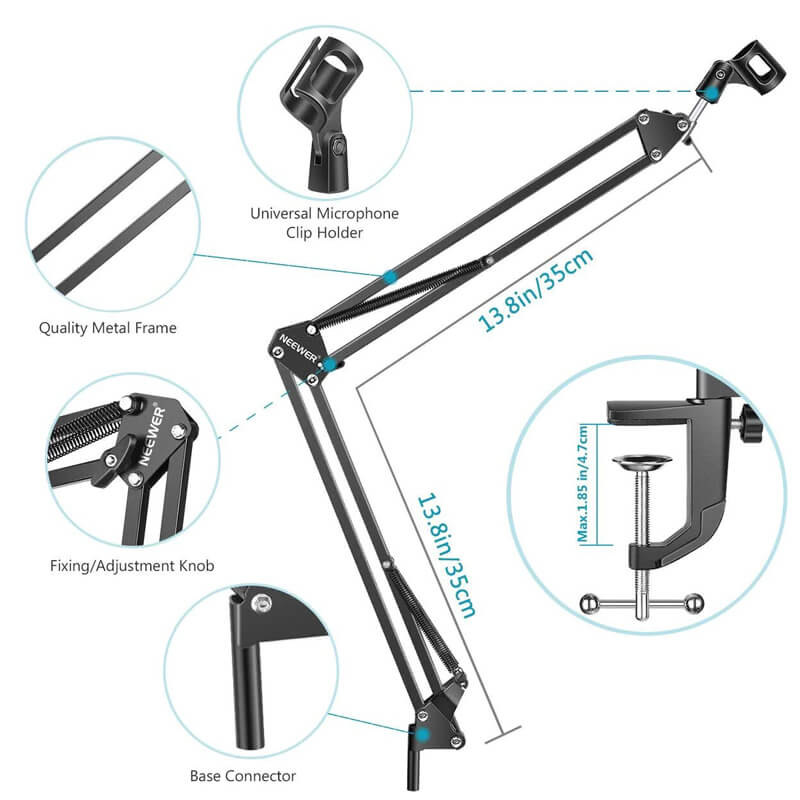 Universal Microphone
Clip Holder
Quality Metal Frame
13.8in/35cm
NEEWER®
NEEWER®
Fixing/Adjustment Knob
Max.1.85 in/4.7cm
13.8in/35cm
Base Connector